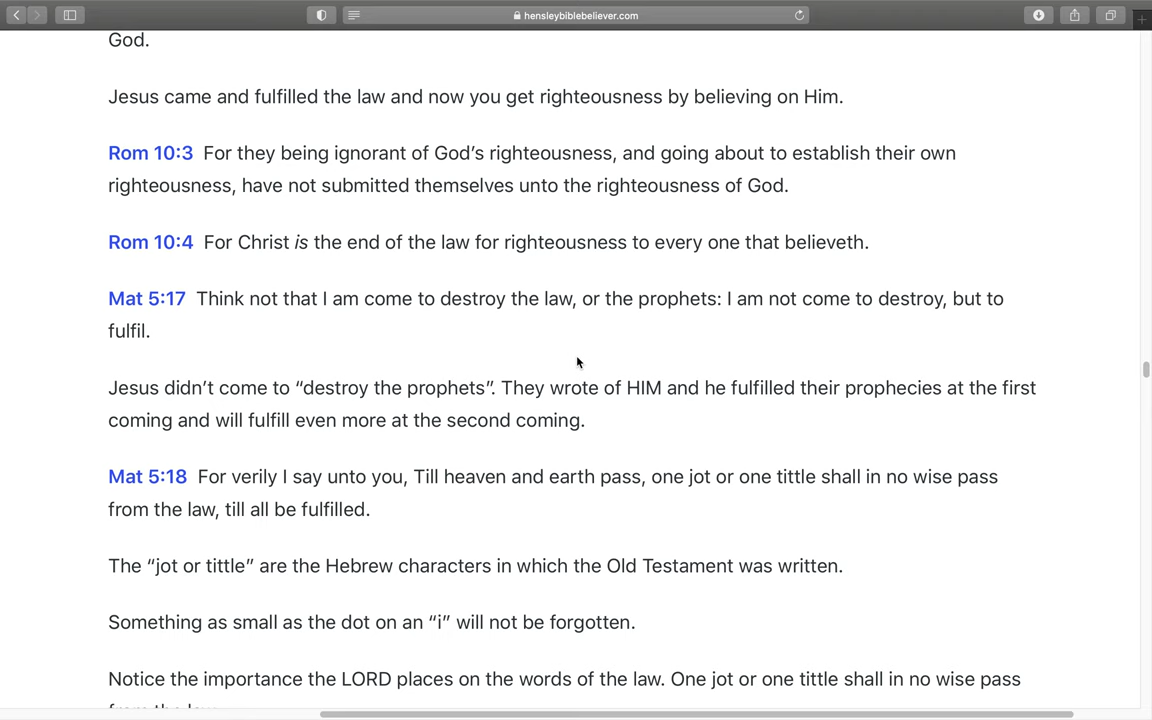 hensleybiblebeliever.com
God.
Jesus came and fulfilled the law and now you get righteousness by believing on Him.
Rom 10:3  For they being ignorant of God’s righteousness, and going about to establish their own
righteousness, have not submitted themselves unto the righteousness of God.
Rom 10:4  For Christ is the end of the law for righteousness to every one that believeth.
Mat 5:17  Think not that I am come to destroy the law, or the prophets: I am not come to destroy, but to
fulfil.
Jesus didn’t come to “destroy the prophets”. They wrote of HIM and he fulfilled their prophecies at the first
coming and will fulfill even more at the second coming.
Mat 5:18  For verily I say unto you, Till heaven and earth pass, one jot or one tittle shall in no wise pass
from the law, till all be fulfilled.
The “jot or tittle” are the Hebrew characters in which the Old Testament was written.
Something as small as the dot on an “i” will not be forgotten.
Notice the importance the LORD places on the words of the law. One jot or one tittle shall in no wise pass
from the law